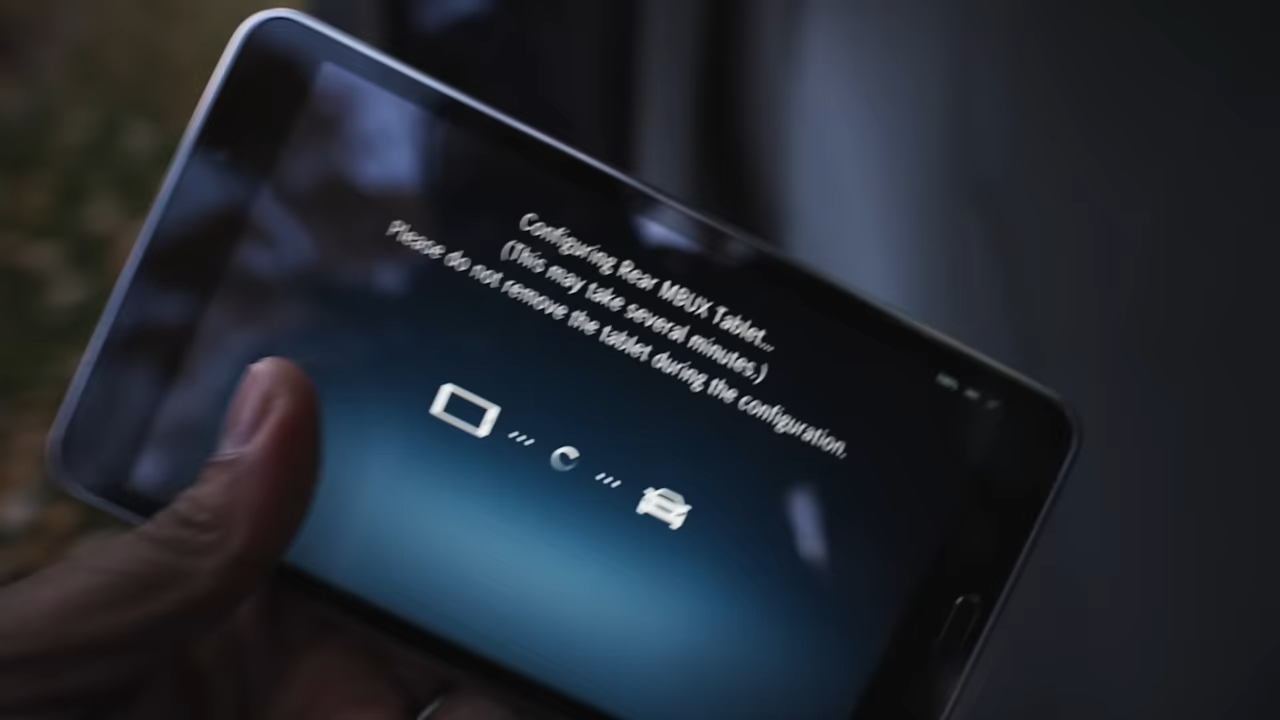 Configuring Rear MBUX Tablet...
(This may take several minutes.)
Please do not remove the tablet during the configuration.